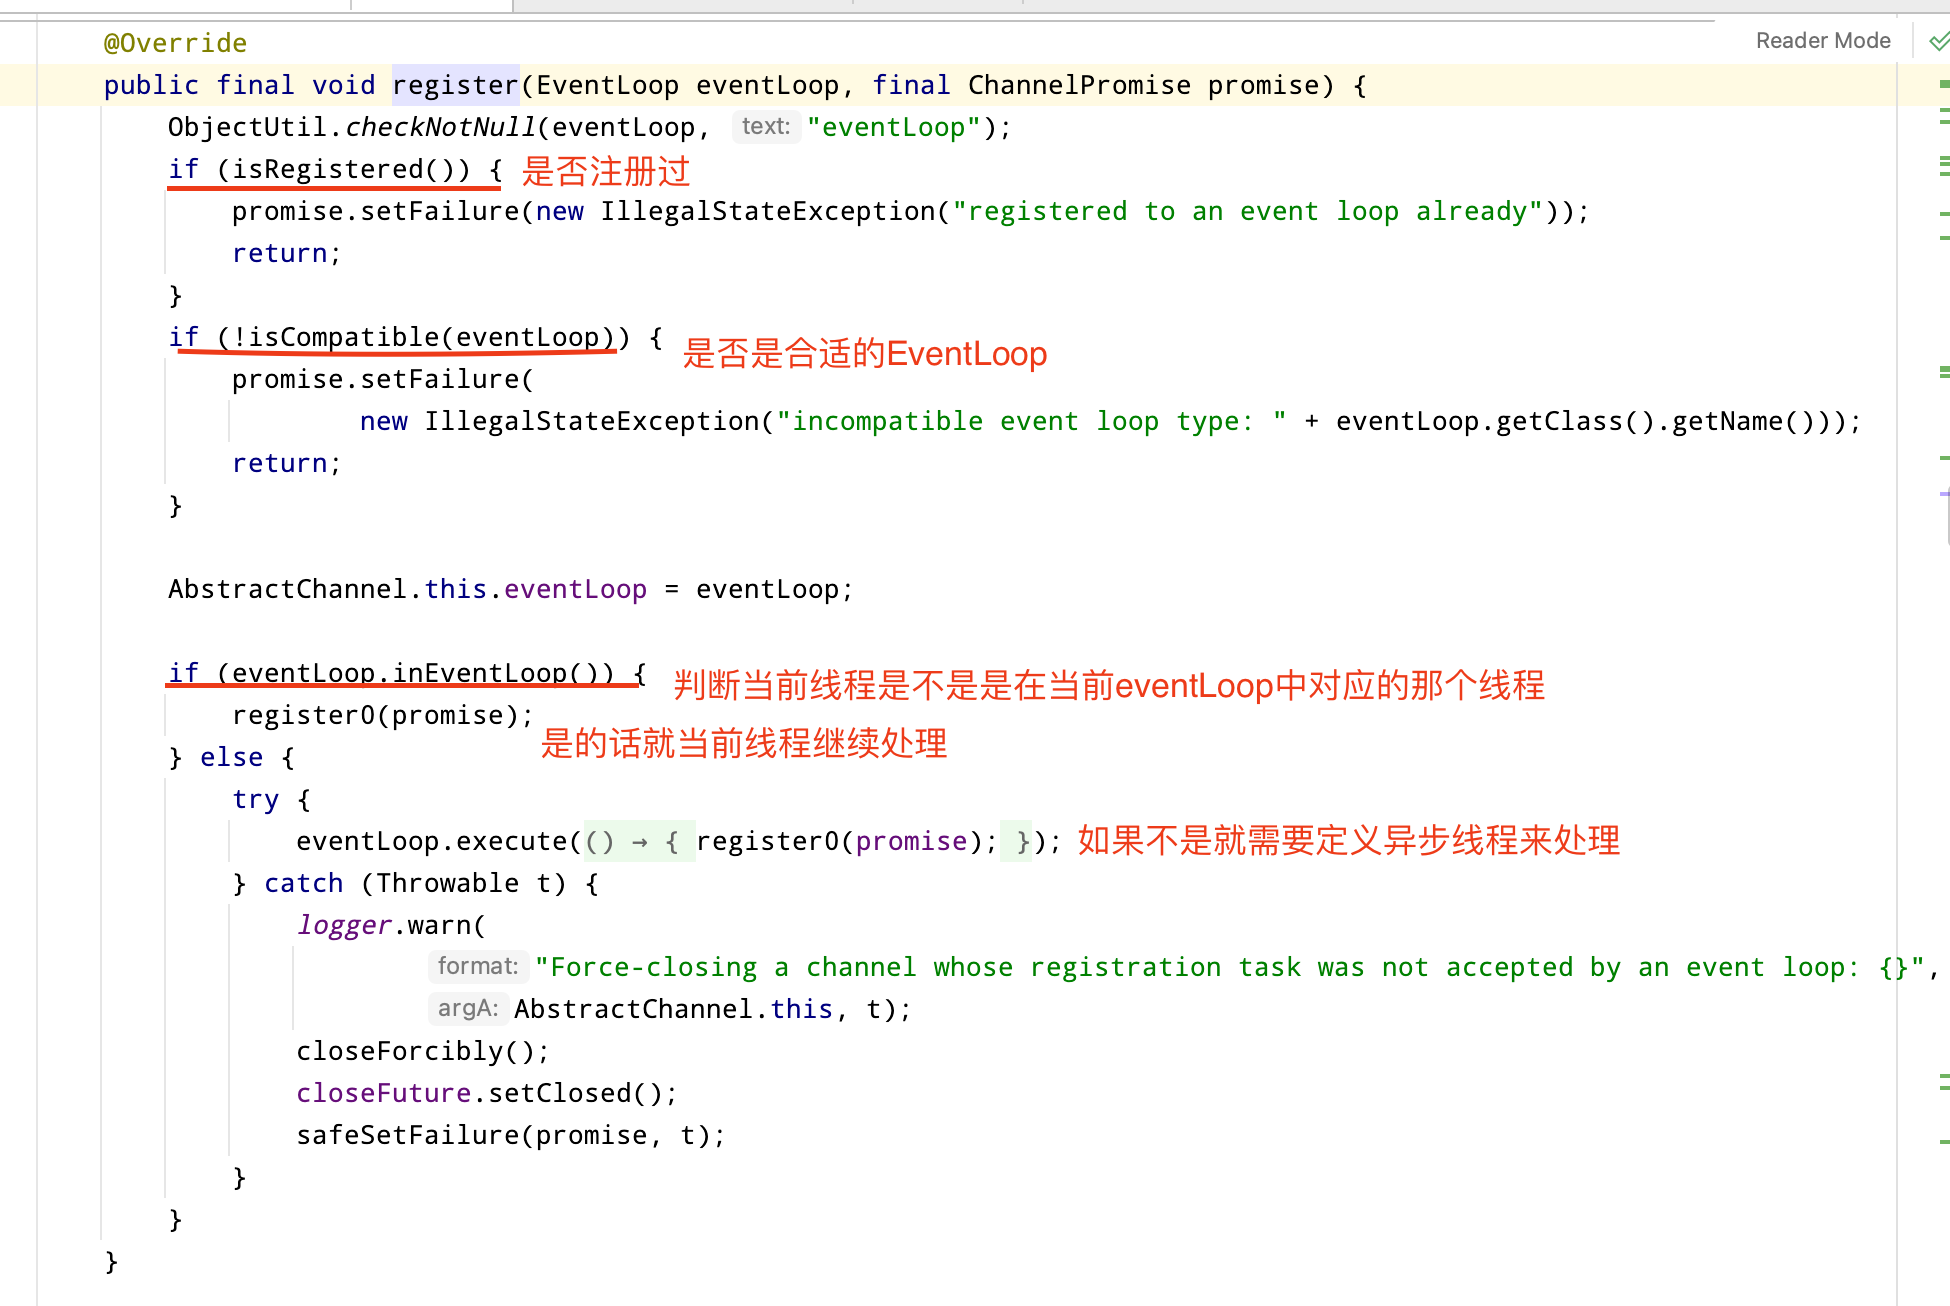 Reader Mode
@Override
public final void register(EventLoop eventLoop, final ChannelPromise promise) {
ObjectUtil.checkNotNull(eventLoop, text: "eventLoop");
if (isRegistered()) { 是否注册过
promise.setFailure(new IllegalStateException("registered to an event loop already"));
return;
}
if (!isCompatible(eventLoop)) { 是否是合适的EventLoop
promise.setFailure(
new IllegalStateException("incompatible event loop type: " + eventLoop.getClass().getName()));
return;
}
AbstractChannel.this.eventLoop = eventLoop;
if (eventLoop.inEventLoop()) { 判断当前线程是不是是在当前eventLoop中对应的那个线程
register0(promise);
是的话就当前线程继续处理
} else {
try {
eventLoop.execute(() → { register0(promise); }); 如果不是就需要定义异步线程来处理
} catch (Throwable t) {
logger.warn(
format: "Force-closing a channel whose registration task was not accepted by an event loop: {}",
argA: AbstractChannel.this, t);
closeForcibly();
closeFuture.setClosed();
safeSetFailure(promise, t);
}
}
}